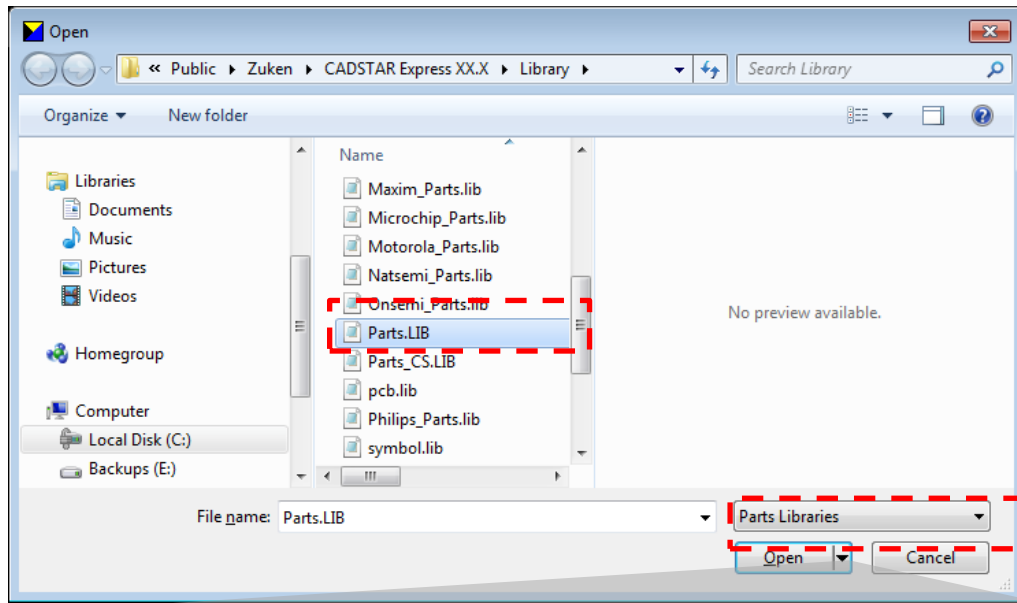 Open
« Public ▸ Zuken ▸ CADSTAR Express XX.X ▸ Library ▸
Search Library
Organize ▾ New folder
Libraries
Documents
Music
Pictures
Videos
Homegroup
Computer
Local Disk (C:)
Backups (E:)
Name
Maxim_Parts.lib
Microchip_Parts.lib
Motorola_Parts.lib
Natsemi_Parts.lib
Onsemi_Parts.lib
Parts.LIB
Parts_CS.LIB
pcb.lib
Philips_Parts.lib
symbol.lib
No preview available.
File name: Parts.LIB
Parts Libraries
Open Cancel